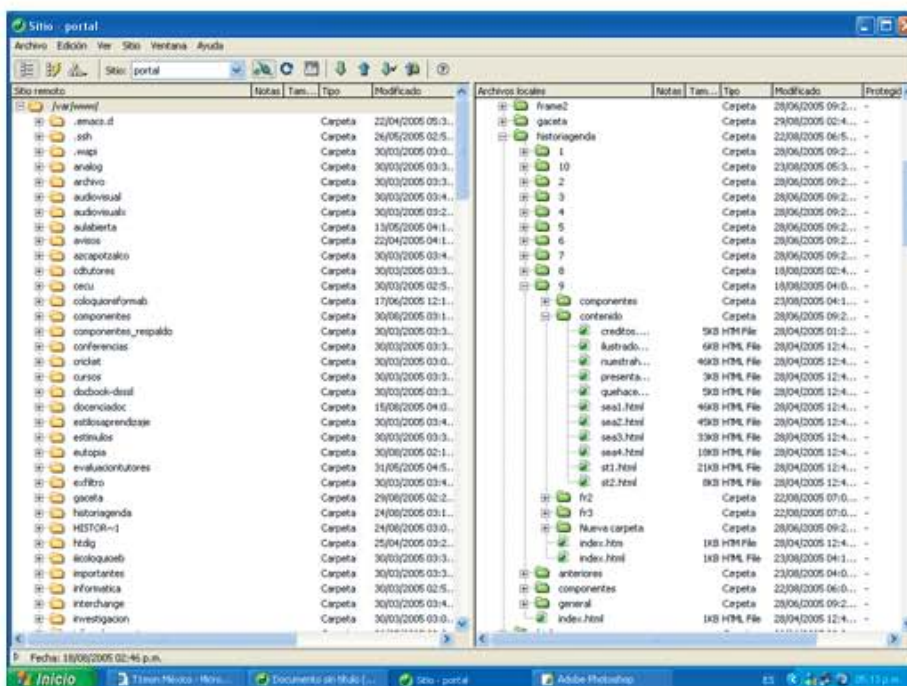 Sitio - portal
Archivo Edición Ver Sitio Ventana Ayuda
Sitio: portal
Sitio remoto Notas Tam... Tipo Modificado
/var/www/
.emacs.d Carpeta 22/04/2005 05:3...
.ssh Carpeta 26/05/2005 02:5...
.wapi Carpeta 30/03/2005 03:0...
analog Carpeta 30/03/2005 03:3...
archivo Carpeta 30/03/2005 03:3...
audiovisual Carpeta 30/03/2005 03:4...
audiovisuals Carpeta 30/03/2005 03:2...
aulabierta Carpeta 13/05/2005 04:1...
avisos Carpeta 22/04/2005 04:1...
azcapotzalco Carpeta 30/03/2005 03:4...
cdtutores Carpeta 30/03/2005 03:3...
cecu Carpeta 30/03/2005 02:5...
coloquioreformab Carpeta 17/06/2005 12:1...
componentes Carpeta 30/08/2005 03:1...
componentes_respaldo Carpeta 30/03/2005 03:3...
conferencias Carpeta 30/03/2005 03:3...
cricket Carpeta 30/03/2005 03:0...
cursos Carpeta 30/03/2005 03:3...
docbook-dsssl Carpeta 30/03/2005 03:3...
docenciadoc Carpeta 15/08/2005 04:0...
estilosaprendizaje Carpeta 30/03/2005 03:4...
estimulos Carpeta 30/03/2005 03:3...
eutopia Carpeta 30/08/2005 02:1...
evaluaciontutores Carpeta 31/05/2005 04:5...
exfiltro Carpeta 30/03/2005 03:4...
gaceta Carpeta 29/08/2005 02:2...
historiagenda Carpeta 24/08/2005 03:1...
HISTOR~1 Carpeta 24/08/2005 03:0...
htdig Carpeta 25/04/2005 03:2...
iicoloquioeb Carpeta 30/03/2005 03:3...
importantes Carpeta 30/03/2005 03:3...
informatica Carpeta 30/03/2005 02:5...
interchange Carpeta 30/03/2005 03:4...
investigacion Carpeta 30/03/2005 03:0...
Archivos locales Notas Tam... Tipo Modificado Protegid
frame2 Carpeta 28/06/2005 09:2... -
gaceta Carpeta 29/08/2005 02:4... -
historiagenda Carpeta 22/08/2005 06:5... -
1 Carpeta 28/06/2005 09:2... -
10 Carpeta 23/08/2005 05:3... -
2 Carpeta 28/06/2005 09:2... -
3 Carpeta 28/06/2005 09:2... -
4 Carpeta 28/06/2005 09:2... -
5 Carpeta 28/06/2005 09:2... -
6 Carpeta 28/06/2005 09:2... -
7 Carpeta 28/06/2005 09:2... -
8 Carpeta 18/08/2005 02:4... -
9 Carpeta 18/08/2005 04:0... -
componentes Carpeta 23/08/2005 04:1... -
contenido Carpeta 28/06/2005 09:2... -
creditos.... 5KB HTM File 28/04/2005 01:2... -
ilustrado... 6KB HTML File 28/04/2005 12:4... -
nuestrah... 46KB HTML File 28/04/2005 12:4... -
presenta... 3KB HTML File 28/04/2005 12:4... -
quehace... 5KB HTML File 28/04/2005 12:4... -
sea1.html 46KB HTML File 28/04/2005 12:4... -
sea2.html 45KB HTML File 28/04/2005 12:4... -
sea3.html 33KB HTML File 28/04/2005 12:4... -
sea4.html 18KB HTML File 28/04/2005 12:4... -
st1.html 21KB HTML File 28/04/2005 12:4... -
st2.html 8KB HTML File 28/04/2005 12:4... -
fr2 Carpeta 22/08/2005 07:0... -
fr3 Carpeta 22/08/2005 07:0... -
Nueva carpeta Carpeta 28/06/2005 09:2... -
index.htm 1KB HTM File 28/04/2005 12:4... -
index.html 1KB HTML File 23/08/2005 04:1... -
anteriores Carpeta 23/08/2005 04:0... -
componentes Carpeta 22/08/2005 06:0... -
general Carpeta 28/06/2005 09:2... -
index.html 1KB HTML File 28/04/2005 12:4... -
Fecha: 18/08/2005 02:46 p.m.
Inicio T1msn México - Micro... Documento sin título (... Sitio - portal Adobe Photoshop ES 05:13 p.m.